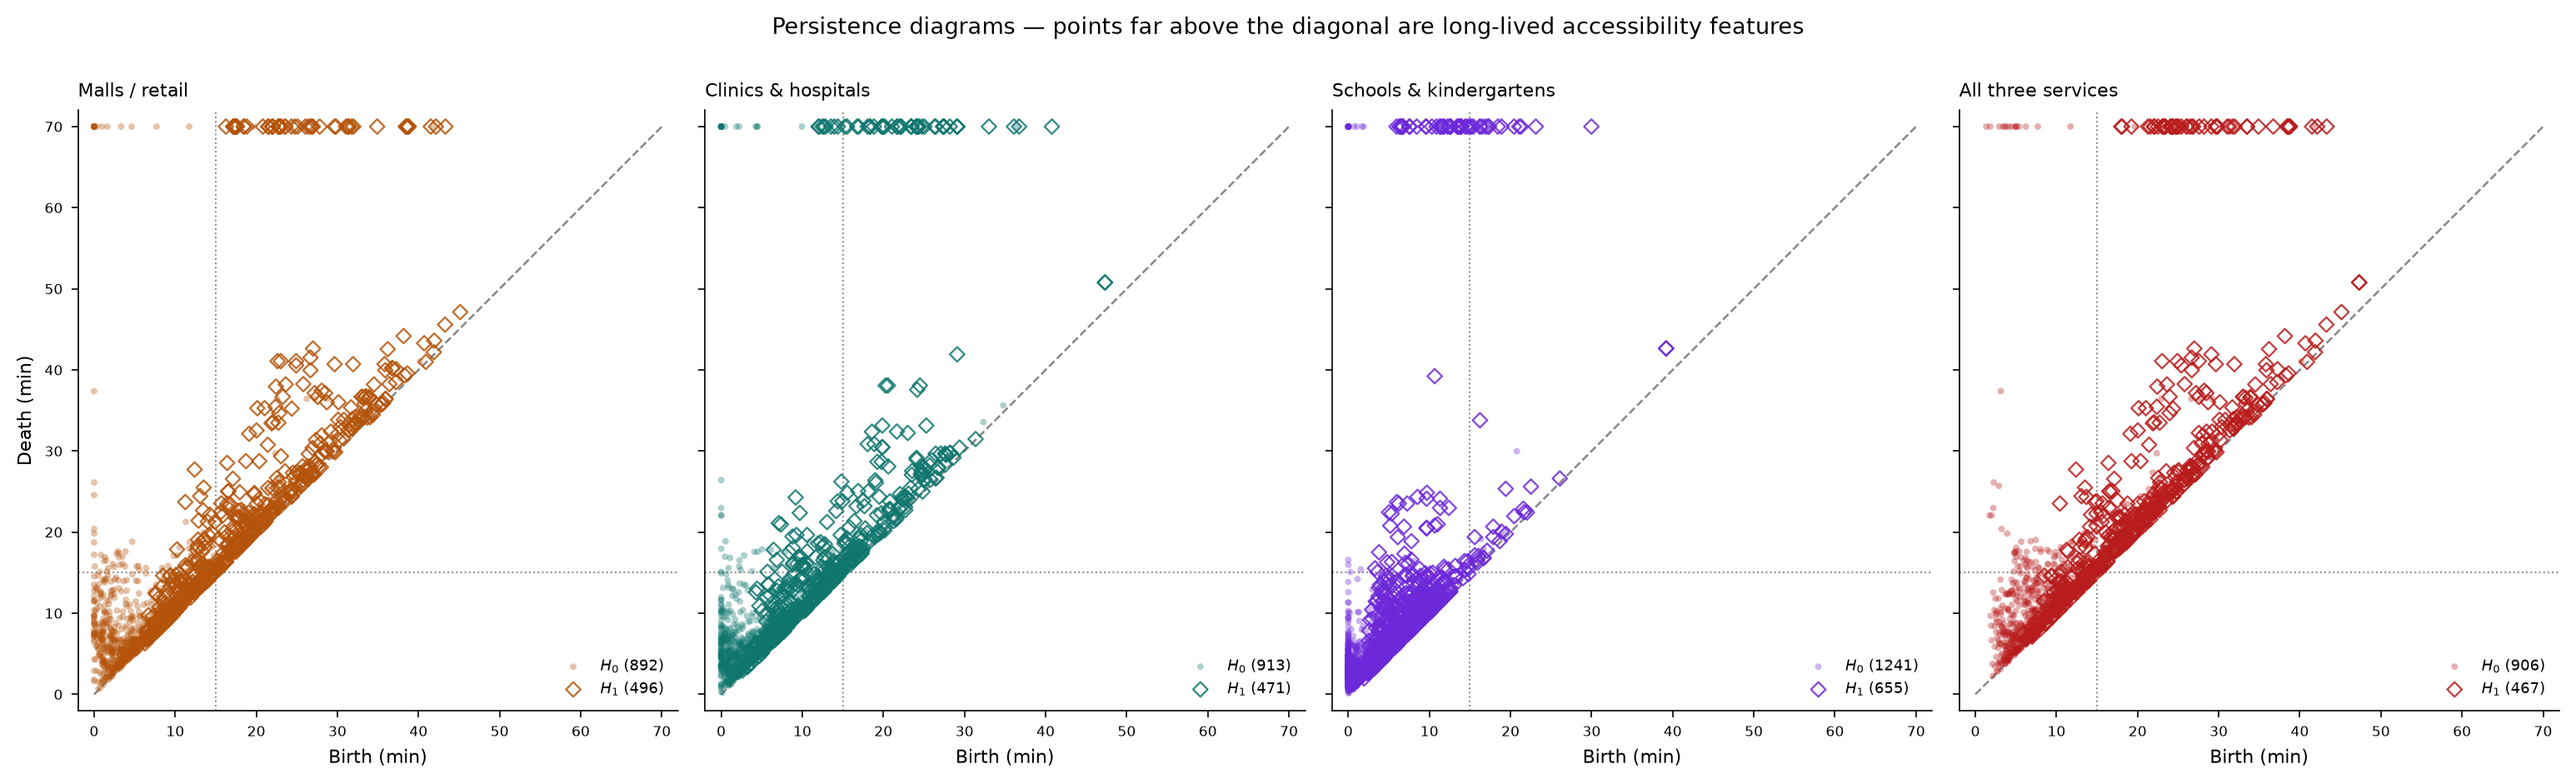 Persistence diagrams — points far above the diagonal are long-lived accessibility features
Malls / retail
Clinics & hospitals
Schools & kindergartens
All three services
Death (min)
70
60
50
40
30
20
10
0
H₀ (892)
H₁ (496)
H₀ (913)
H₁ (471)
H₀ (1241)
H₁ (655)
H₀ (906)
H₁ (467)
0 10 20 30 40 50 60 70
0 10 20 30 40 50 60 70
0 10 20 30 40 50 60 70
0 10 20 30 40 50 60 70
Birth (min)
Birth (min)
Birth (min)
Birth (min)